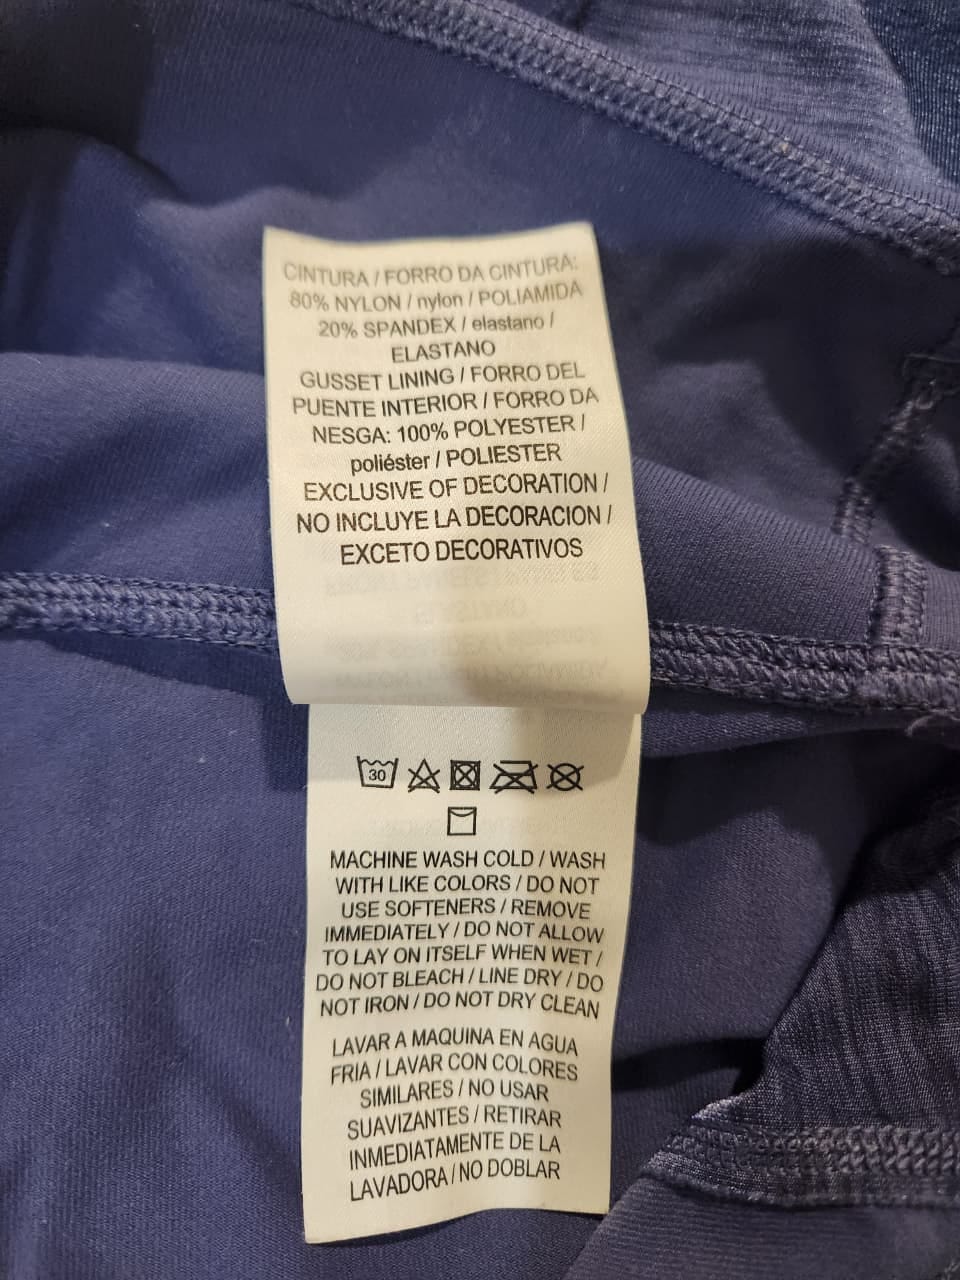 CINTURA / FORRO DA CINTURA:
80% NYLON / nylon / POLIAMIDA
20% SPANDEX / elastano /
ELASTANO
GUSSET LINING / FORRO DEL
PUENTE INTERIOR / FORRO DA
NESGA: 100% POLYESTER /
poliéster / POLIESTER
EXCLUSIVE OF DECORATION /
NO INCLUYE LA DECORACION /
EXCETO DECORATIVOS
30
MACHINE WASH COLD / WASH
WITH LIKE COLORS / DO NOT
USE SOFTENERS / REMOVE
IMMEDIATELY / DO NOT ALLOW
TO LAY ON ITSELF WHEN WET /
DO NOT BLEACH / LINE DRY / DO
NOT IRON / DO NOT DRY CLEAN
LAVAR A MAQUINA EN AGUA
FRIA / LAVAR CON COLORES
SIMILARES / NO USAR
SUAVIZANTES / RETIRAR
INMEDIATAMENTE DE LA
LAVADORA / NO DOBLAR